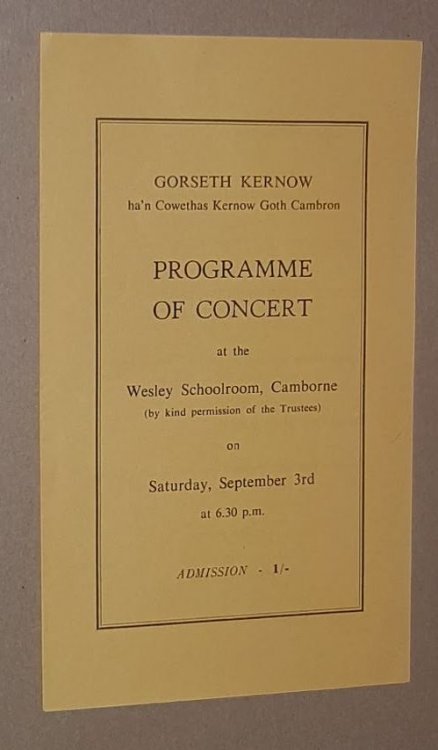 GORSETH KERNOW
ha'n Cowethas Kernow Goth Cambron
PROGRAMME
OF CONCERT
at the
Wesley Schoolroom, Camborne
(by kind permission of the Trustees)
on
Saturday, September 3rd
at 6.30 p.m.
ADMISSION - 1/-